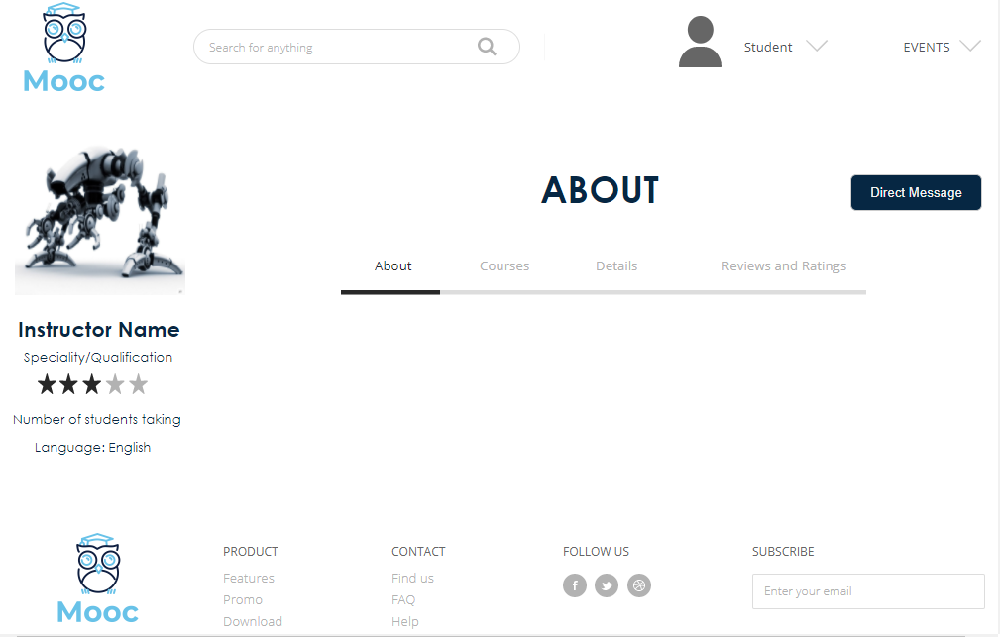 Mooc
Search for anything
Student
EVENTS
ABOUT
Direct Message
About
Courses
Details
Reviews and Ratings
Instructor Name
Speciality/Qualification
Number of students taking
Language: English
Mooc
PRODUCT
Features
Promo
Download
CONTACT
Find us
FAQ
Help
FOLLOW US
f
SUBSCRIBE
Enter your email